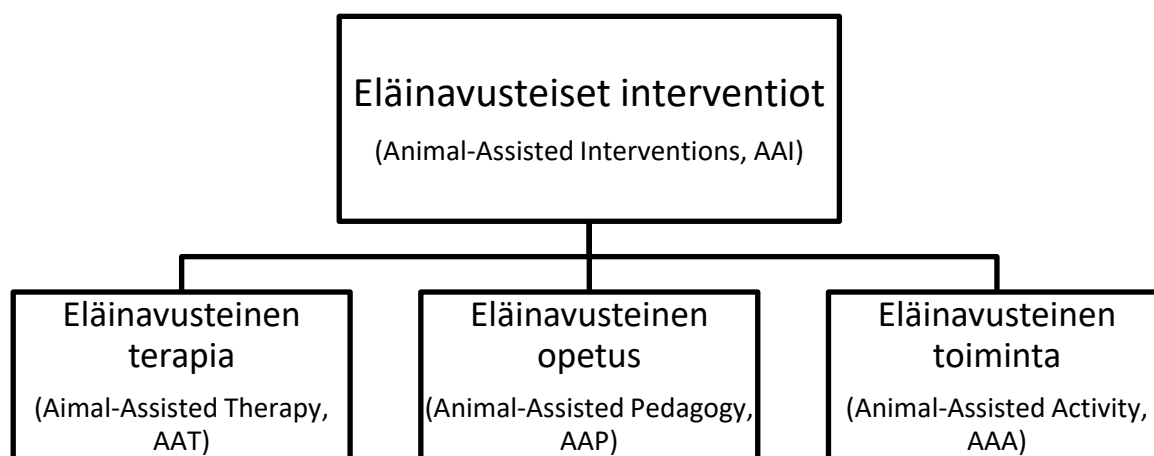 Eläinavusteiset interventiot
(Animal-Assisted Interventions, AAI)
Eläinavusteinen
terapia
(Aimal-Assisted Therapy,
AAT)
Eläinavusteinen
opetus
(Animal-Assisted Pedagogy,
AAP)
Eläinavusteinen
toiminta
(Animal-Assisted Activity,
AAA)